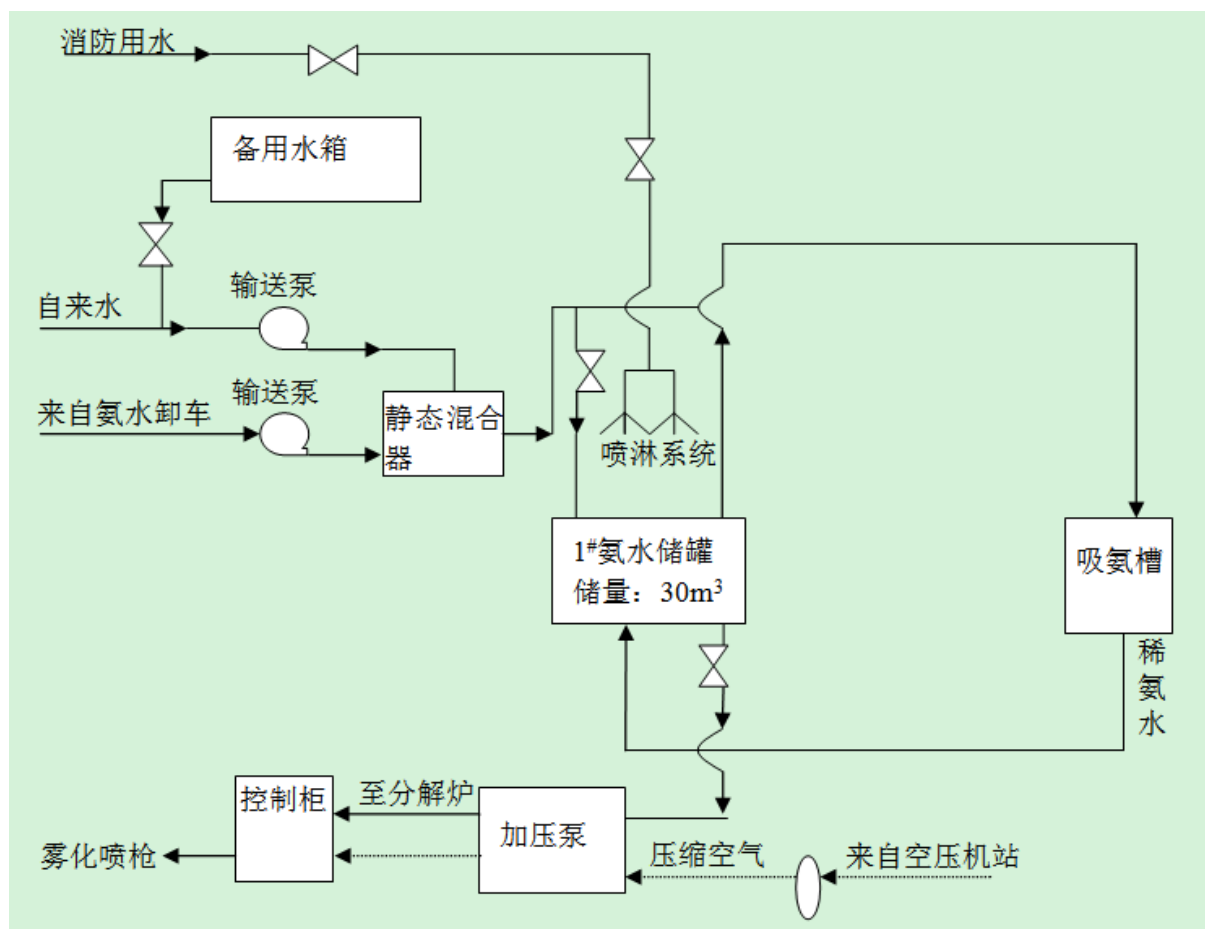 消防用水
备用水箱
输送泵
自来水
输送泵
来自氨水卸车
静态混合
器
喷淋系统
1#氨水储罐
储量：30m³
吸氨槽
稀
氨
水
控制柜
至分解炉
加压泵
雾化喷枪
压缩空气
来自空压机站